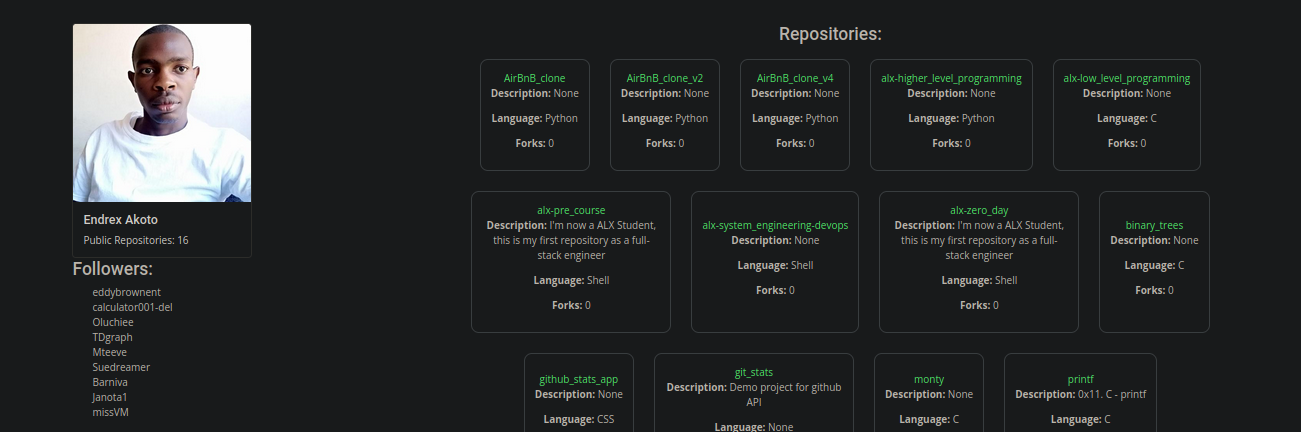 Endrex Akoto
Public Repositories: 16
Followers:
eddybrownent
calculator001-del
Oluchiee
TDgraph
Mteeve
Suedreamer
Barniva
Janota1
missVM
Repositories:
AirBnB_clone
Description: None
Language: Python
Forks: 0
AirBnB_clone_v2
Description: None
Language: Python
Forks: 0
AirBnB_clone_v4
Description: None
Language: Python
Forks: 0
alx-higher_level_programming
Description: None
Language: Python
Forks: 0
alx-low_level_programming
Description: None
Language: C
Forks: 0
alx-pre_course
Description: I'm now a ALX Student,
this is my first repository as a full-
stack engineer
Language: Shell
Forks: 0
alx-system_engineering-devops
Description: None
Language: Shell
Forks: 0
alx-zero_day
Description: I'm now a ALX Student,
this is my first repository as a full-
stack engineer
Language: Shell
Forks: 0
binary_trees
Description: None
Language: C
Forks: 0
github_stats_app
Description: None
Language: CSS
git_stats
Description: Demo project for github
API
Language: None
monty
Description: None
Language: C
printf
Description: 0x11. C - printf
Language: C